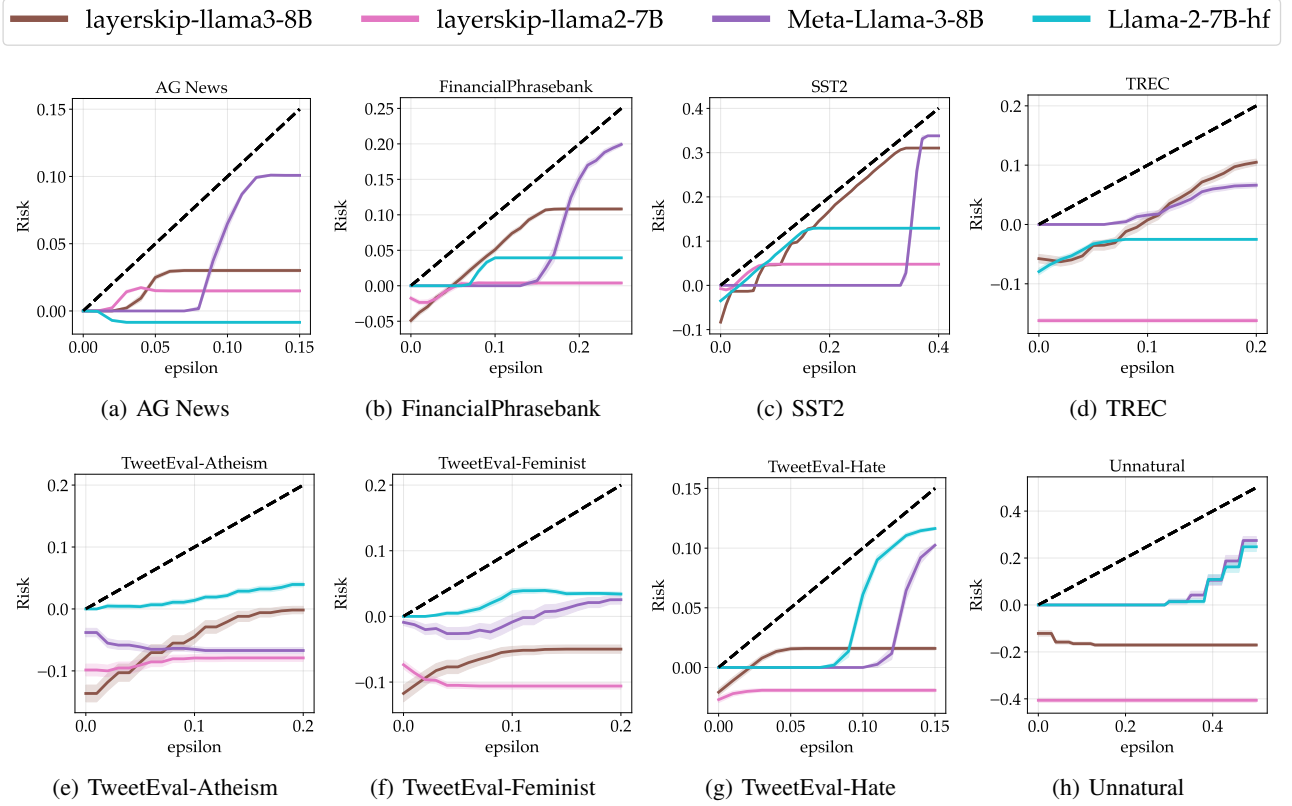 layerskip-llama3-8B layerskip-llama2-7B Meta-Llama-3-8B Llama-2-7B-hf
AG News
0.15
0.10
0.05
0.00
Risk
0.00 0.05 0.10 0.15
epsilon
(a) AG News
FinancialPhrasebank
0.25
0.20
0.15
0.10
0.05
0.00
−0.05
Risk
0.0 0.1 0.2
epsilon
(b) FinancialPhrasebank
SST2
0.4
0.3
0.2
0.1
0.0
−0.1
Risk
0.0 0.2 0.4
epsilon
(c) SST2
TREC
0.2
0.1
0.0
−0.1
Risk
0.0 0.1 0.2
epsilon
(d) TREC
TweetEval-Atheism
0.2
0.1
0.0
−0.1
Risk
0.0 0.1 0.2
epsilon
(e) TweetEval-Atheism
TweetEval-Feminist
0.2
0.1
0.0
−0.1
Risk
0.0 0.1 0.2
epsilon
(f) TweetEval-Feminist
TweetEval-Hate
0.15
0.10
0.05
0.00
Risk
0.00 0.05 0.10 0.15
epsilon
(g) TweetEval-Hate
Unnatural
0.4
0.2
0.0
−0.2
−0.4
Risk
0.0 0.2 0.4
epsilon
(h) Unnatural